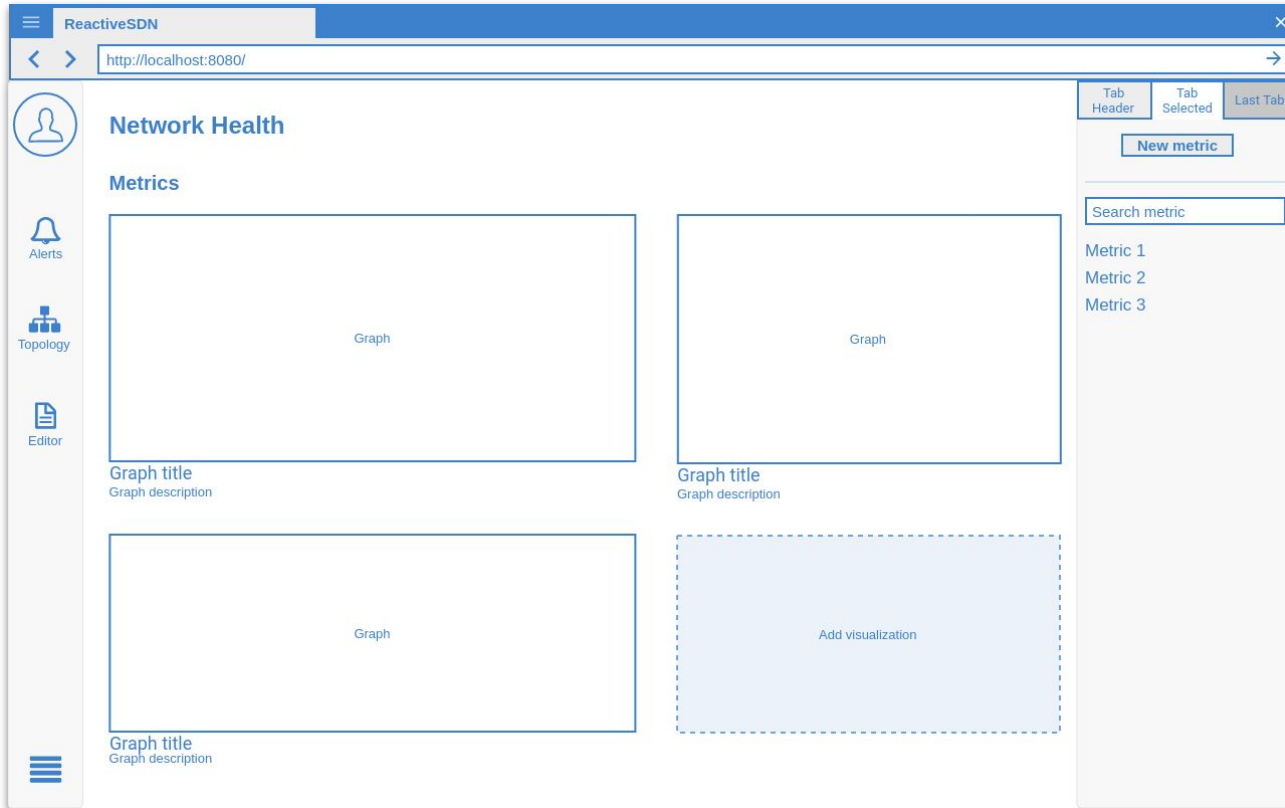 ReactiveSDN
http://localhost:8080/
Alerts
Topology
Editor
Network Health
Metrics
Graph
Graph title
Graph description
Graph
Graph title
Graph description
Graph
Graph title
Graph description
Add visualization
Tab
Header
Tab
Selected
Last Tab
New metric
Search metric
Metric 1
Metric 2
Metric 3